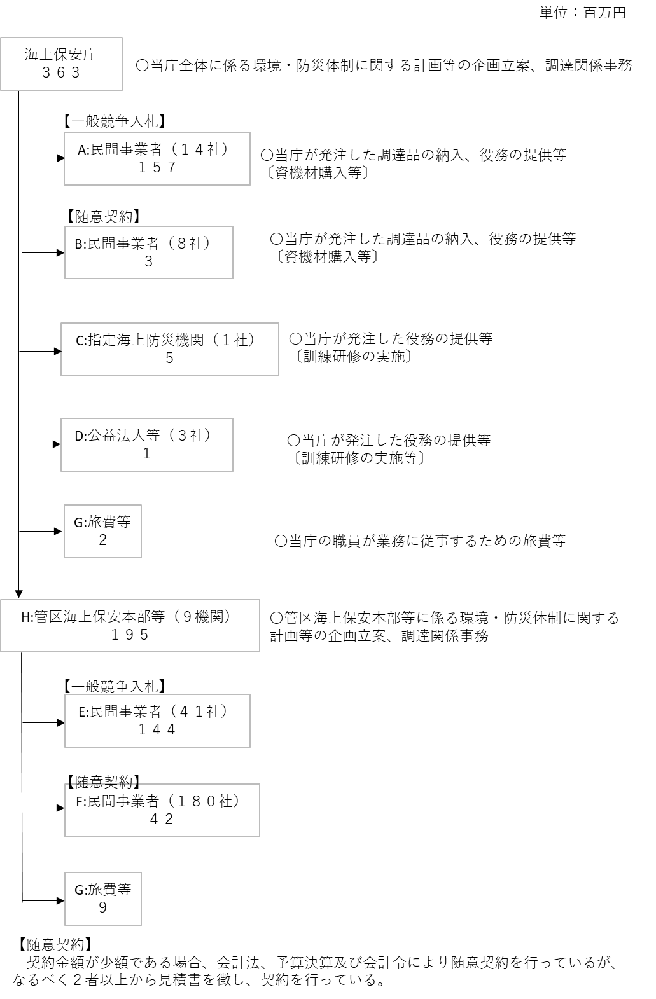 単位：百万円
海上保安庁
３６３
〇当庁全体に係る環境・防災体制に関する計画等の企画立案、調達関係事務
【一般競争入札】
A:民間事業者（１４社）
１５７
〇当庁が発注した調達品の納入、役務の提供等
〔資機材購入等〕
【随意契約】
B:民間事業者（８社）
３
〇当庁が発注した調達品の納入、役務の提供等
〔資機材購入等〕
C:指定海上防災機関（１社）
５
〇当庁が発注した役務の提供等
〔訓練研修の実施〕
D:公益法人等（３社）
１
〇当庁が発注した役務の提供等
〔訓練研修の実施等〕
G:旅費等
２
〇当庁の職員が業務に従事するための旅費等
H:管区海上保安本部等（９機関）
１９５
〇管区海上保安本部等に係る環境・防災体制に関する
計画等の企画立案、調達関係事務
【一般競争入札】
E:民間事業者（４１社）
１４４
【随意契約】
F:民間事業者（１８０社）
４２
G:旅費等
９
【随意契約】
　契約金額が少額である場合、会計法、予算決算及び会計令により随意契約を行っているが、
なるべく２者以上から見積書を徴し、契約を行っている。